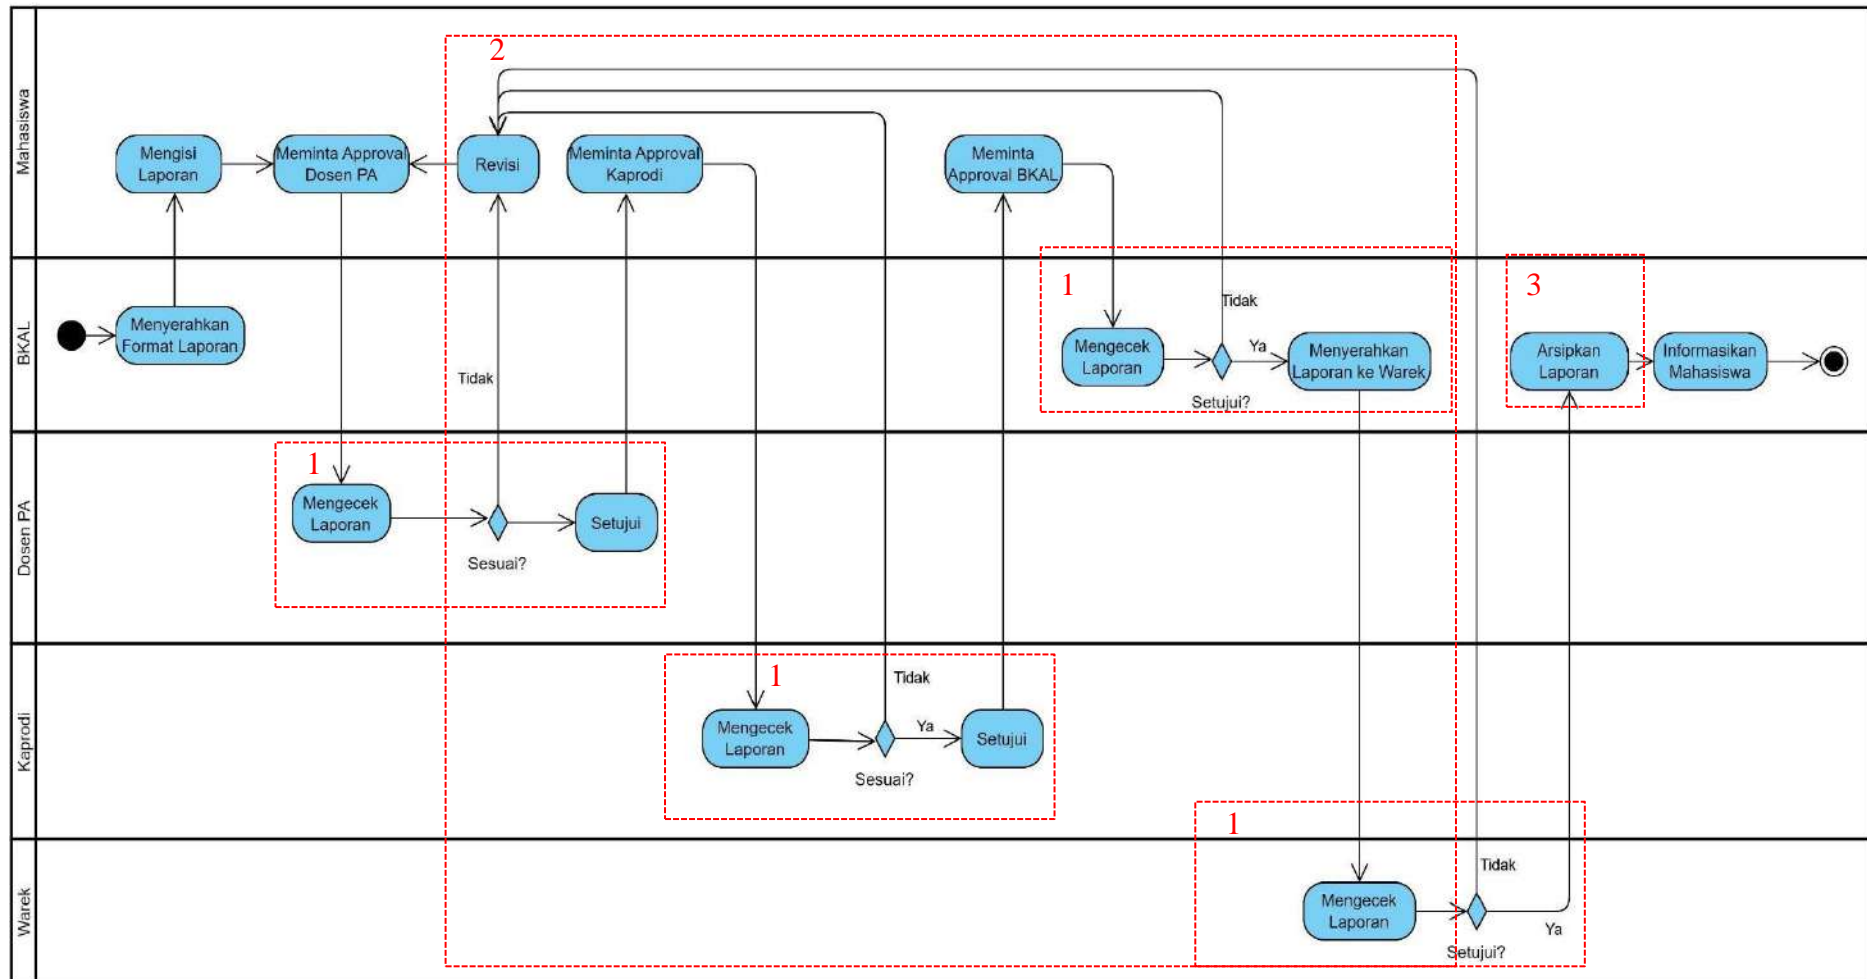 Mahasiswa
2
Mengisi
Laporan
Meminta Approval
Dosen PA
Revisi
Meminta Approval
Kaprodi
Meminta
Approval BKAL
BKAL
Menyerahkan
Format Laporan
Tidak
1
Tidak
Mengecek
Laporan
Setujui?
Ya
Menyerahkan
Laporan ke Warek
3
Arsipkan
Laporan
Informasikan
Mahasiswa
Dosen PA
1
Mengecek
Laporan
Sesuai?
Setujui
Kaprodi
1
Tidak
Mengecek
Laporan
Sesuai?
Ya
Setujui
Warek
1
Tidak
Mengecek
Laporan
Setujui?
Ya